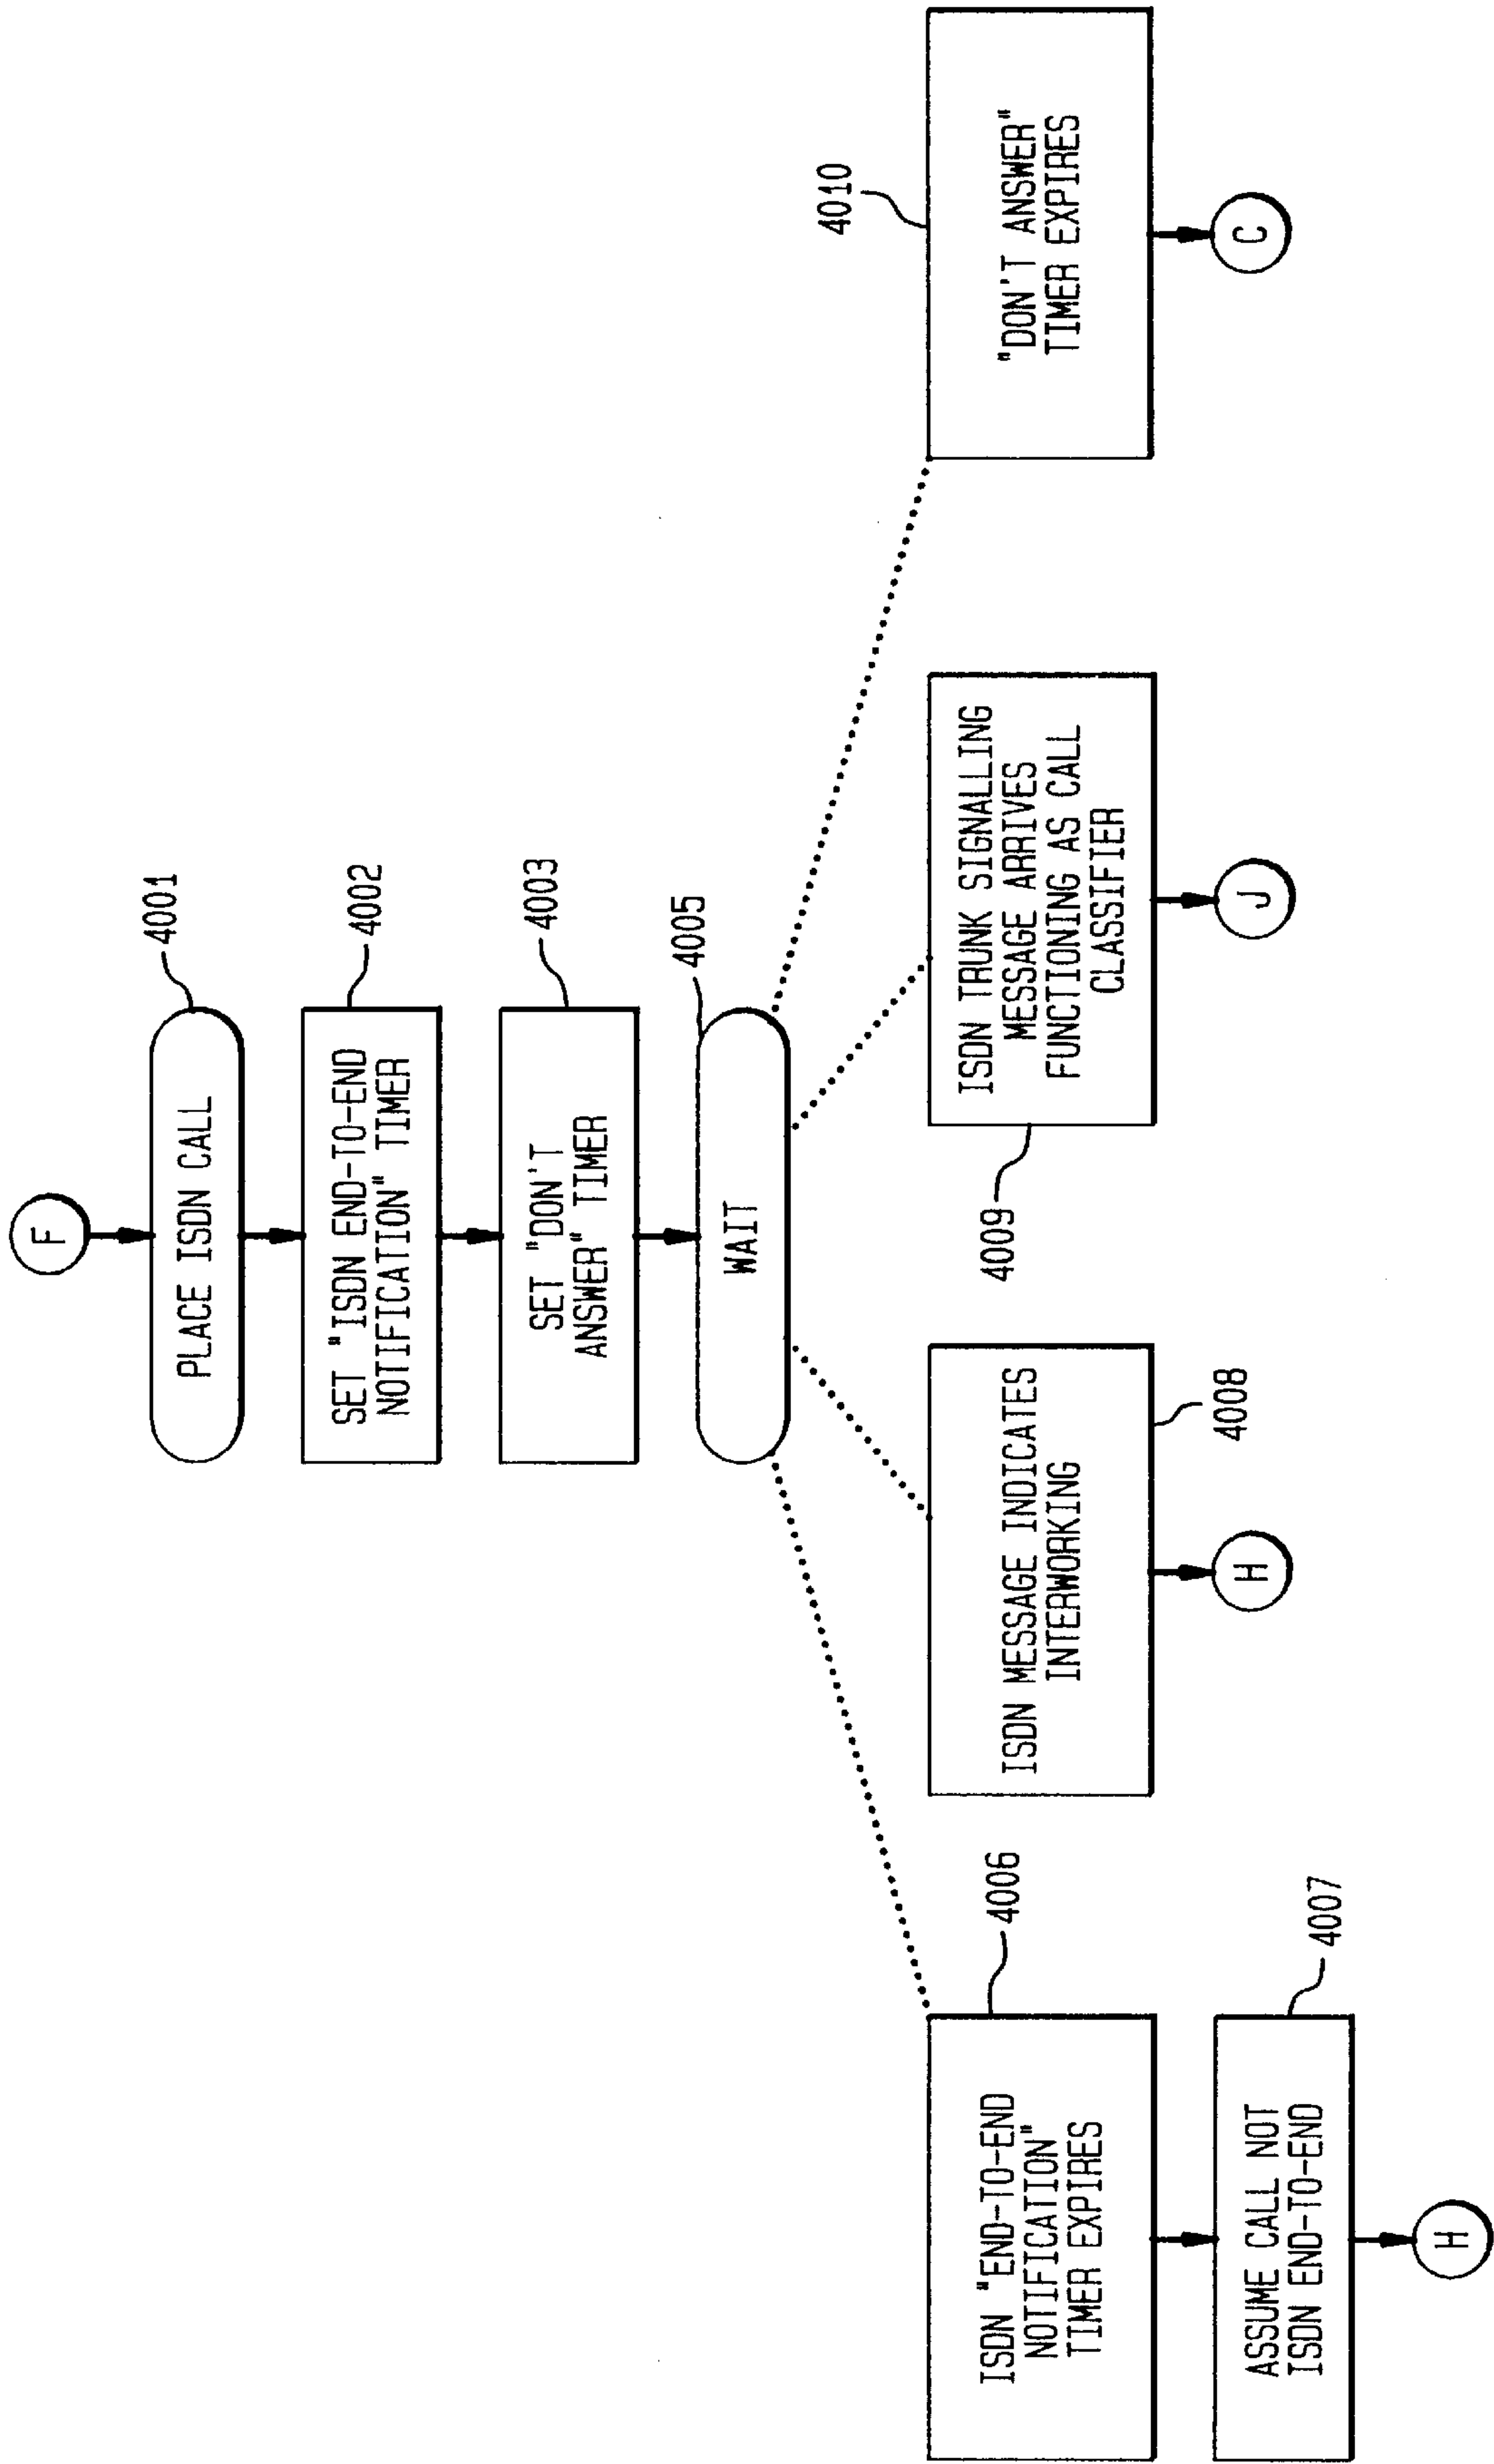 F
PLACE ISDN CALL
4001
SET "ISDN END-TO-END
NOTIFICATION" TIMER
4002
SET "DON'T
ANSWER" TIMER
4003
WAIT
4005
ISDN "END-TO-END
NOTIFICATION"
TIMER EXPIRES
4006
ASSUME CALL NOT
ISDN END-TO-END
4007
H
ISDN MESSAGE INDICATES
INTERWORKING
4008
H
ISDN TRUNK SIGNALLING
MESSAGE ARRIVES
FUNCTIONING AS CALL
CLASSIFIER
4009
J
"DON'T ANSWER"
TIMER EXPIRES
4010
C